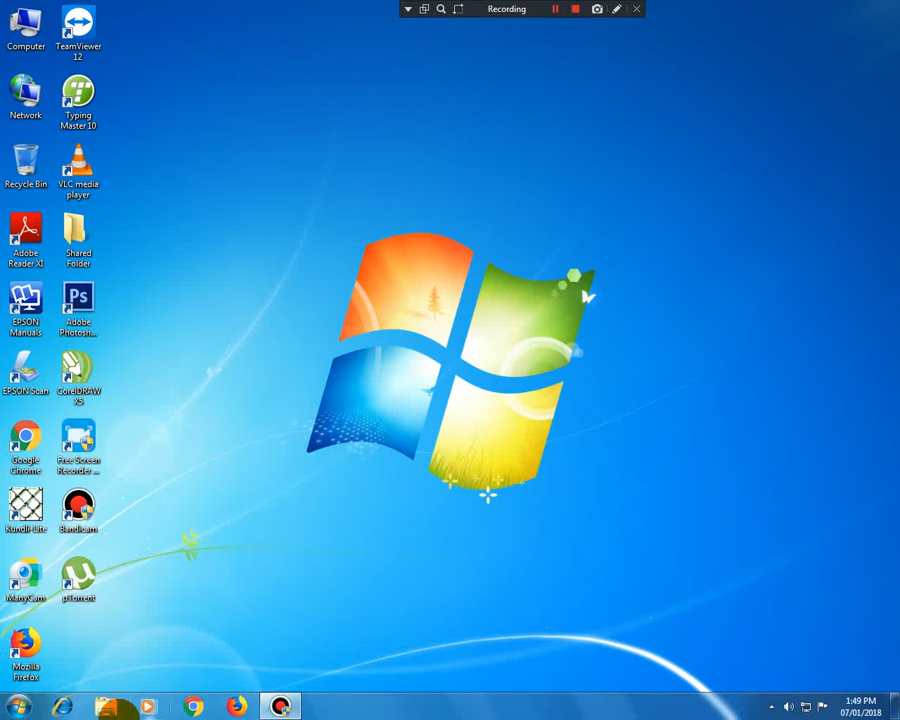 Recording
Computer
TeamViewer
12
Network
Typing
Master 10
Recycle Bin
VLC media
player
Adobe
Reader XI
Shared
Folder
EPSON
Manuals
Adobe
Photosh...
EPSON Scan
CorelDRAW
X5
Google
Chrome
Free Screen
Recorder ...
Kundli-Lite
Bandicam
ManyCam
µTorrent
Mozilla
Firefox
Ps
1:49 PM
07/01/2018